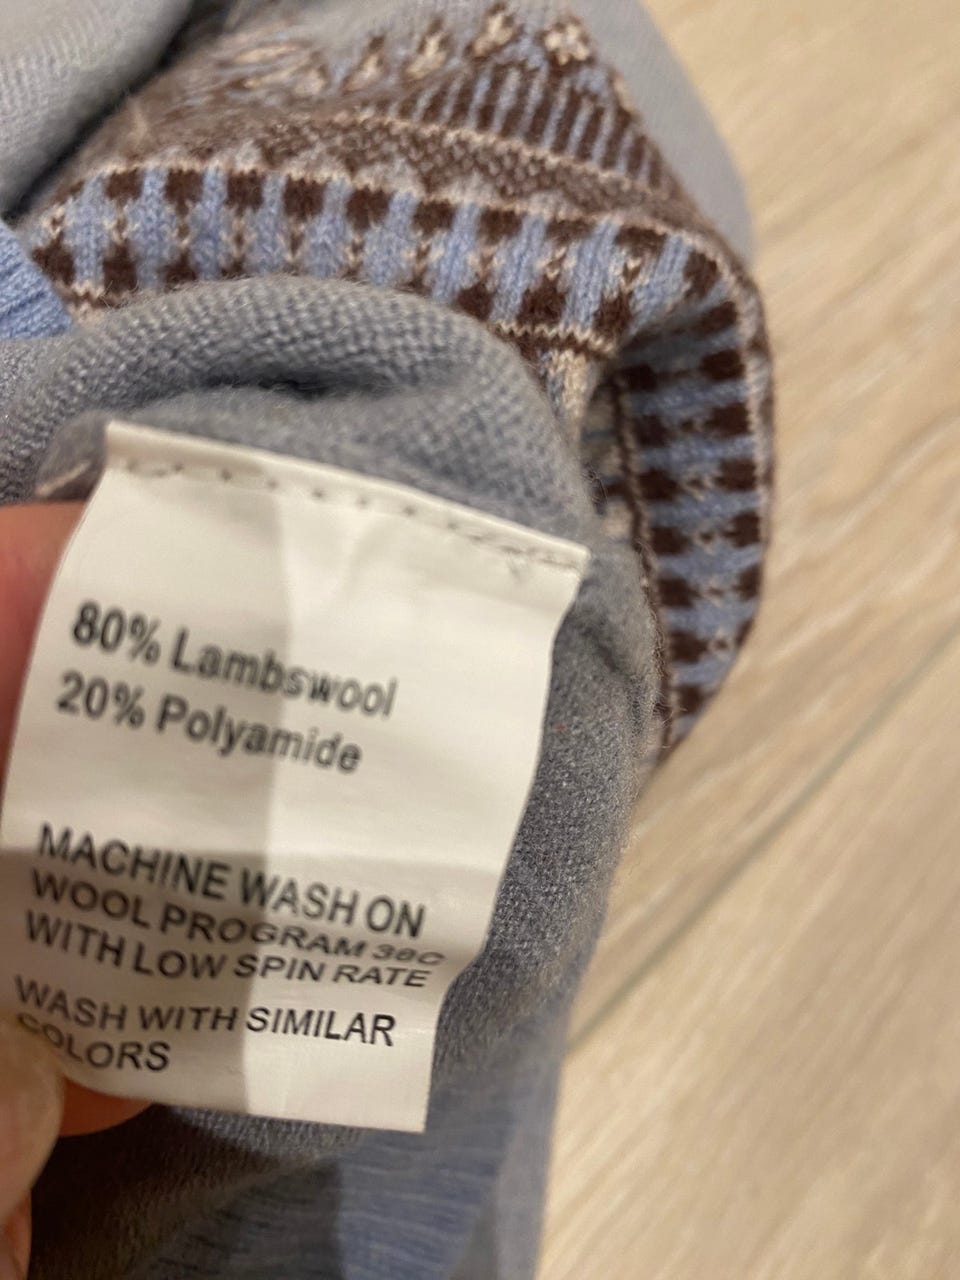 80% Lambswool
20% Polyamide
MACHINE WASH ON
WOOL PROGRAM 30C
WITH LOW SPIN RATE
WASH WITH SIMILAR
COLORS